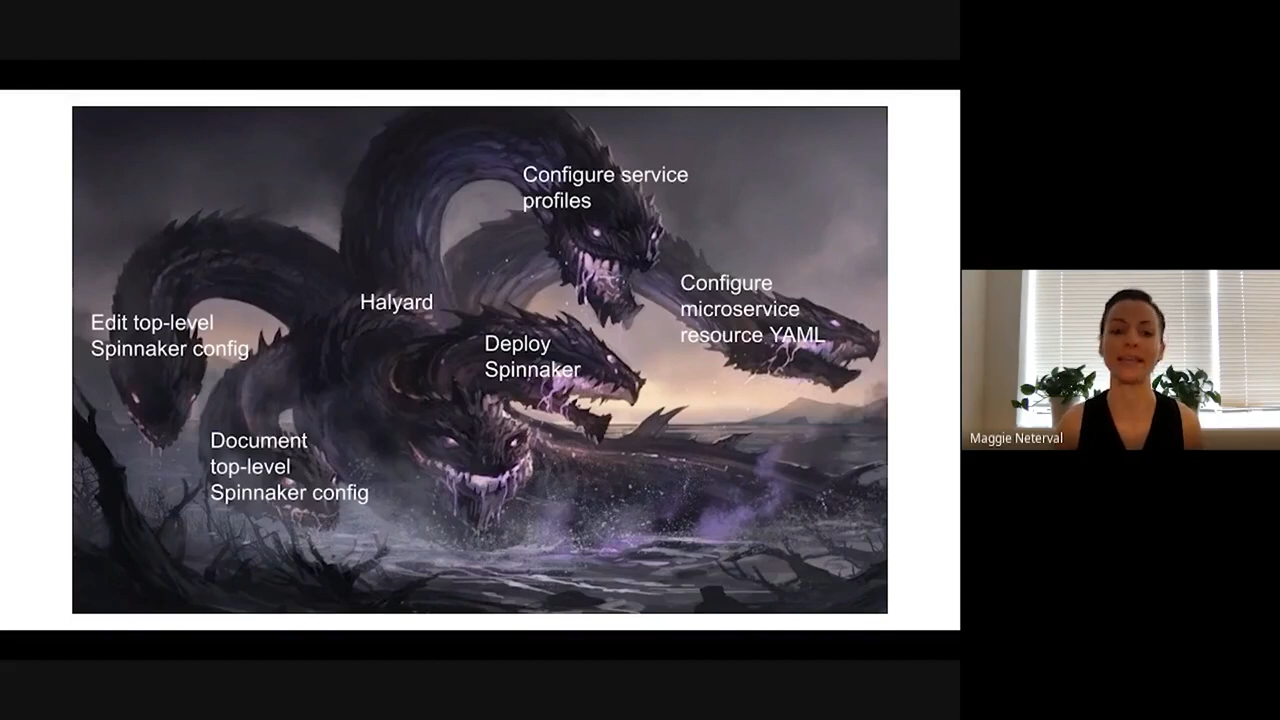 Configure service
profiles
Configure
microservice
resource YAML
Halyard
Edit top-level
Spinnaker config
Deploy
Spinnaker
Document
top-level
Spinnaker config
Maggie Neterval